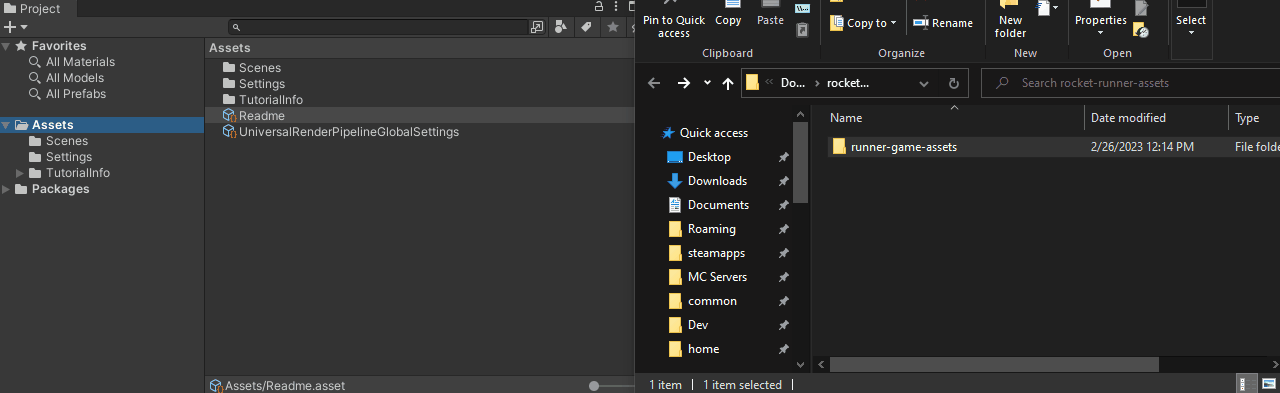 Project
Favorites
All Materials
All Models
All Prefabs
Assets
Scenes
Settings
TutorialInfo
Packages
Assets
Scenes
Settings
TutorialInfo
Readme
UniversalRenderPipelineGlobalSettings
Assets/Readme.asset
Pin to Quick access
Copy
Paste
Clipboard
Copy to
Rename
Organize
New folder
New
Properties
Open
Select
Do...
rocket...
Search rocket-runner-assets
Quick access
Desktop
Downloads
Documents
Roaming
steamapps
MC Servers
common
Dev
home
Name Date modified Type
runner-game-assets 2/26/2023 12:14 PM File folde
1 item 1 item selected